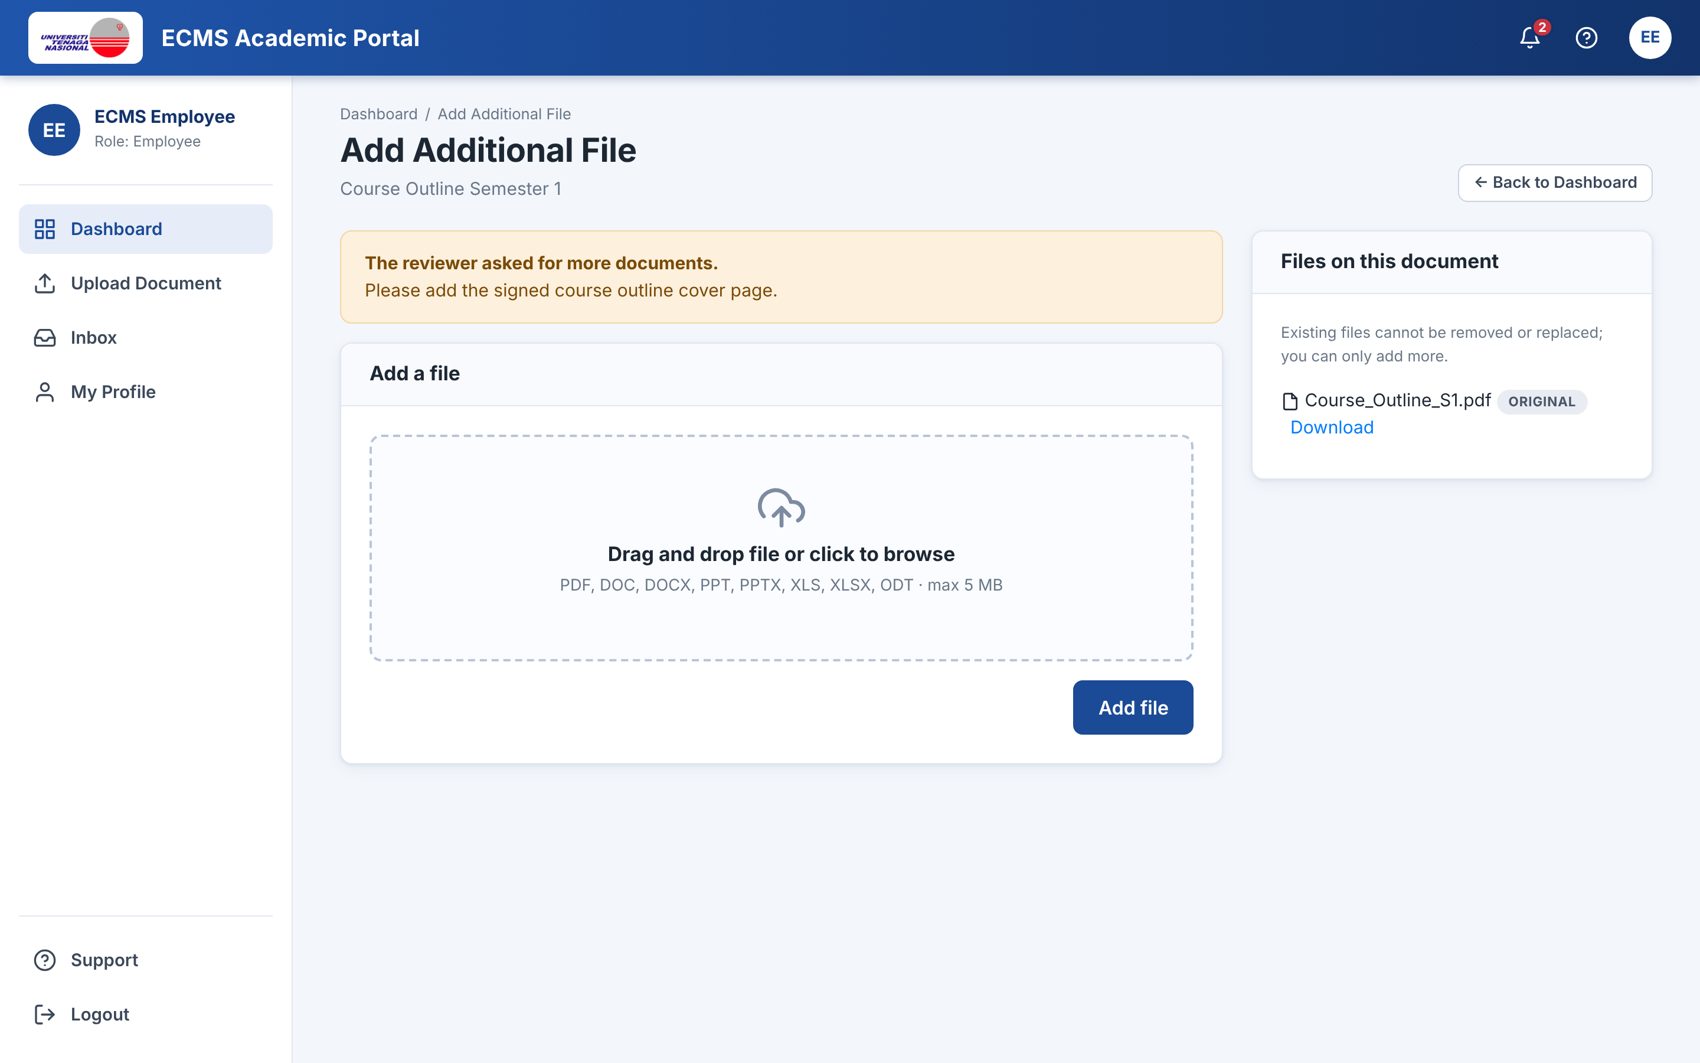 UNIVERSITI
TENAGA
NASIONAL
ECMS Academic Portal
2
EE
EE
ECMS Employee
Role: Employee
Dashboard
Upload Document
Inbox
My Profile
Support
Logout
Dashboard / Add Additional File
Add Additional File
Course Outline Semester 1
← Back to Dashboard
The reviewer asked for more documents.
Please add the signed course outline cover page.
Add a file
Drag and drop file or click to browse
PDF, DOC, DOCX, PPT, PPTX, XLS, XLSX, ODT · max 5 MB
Add file
Files on this document
Existing files cannot be removed or replaced;
you can only add more.
Course_Outline_S1.pdf ORIGINAL
Download